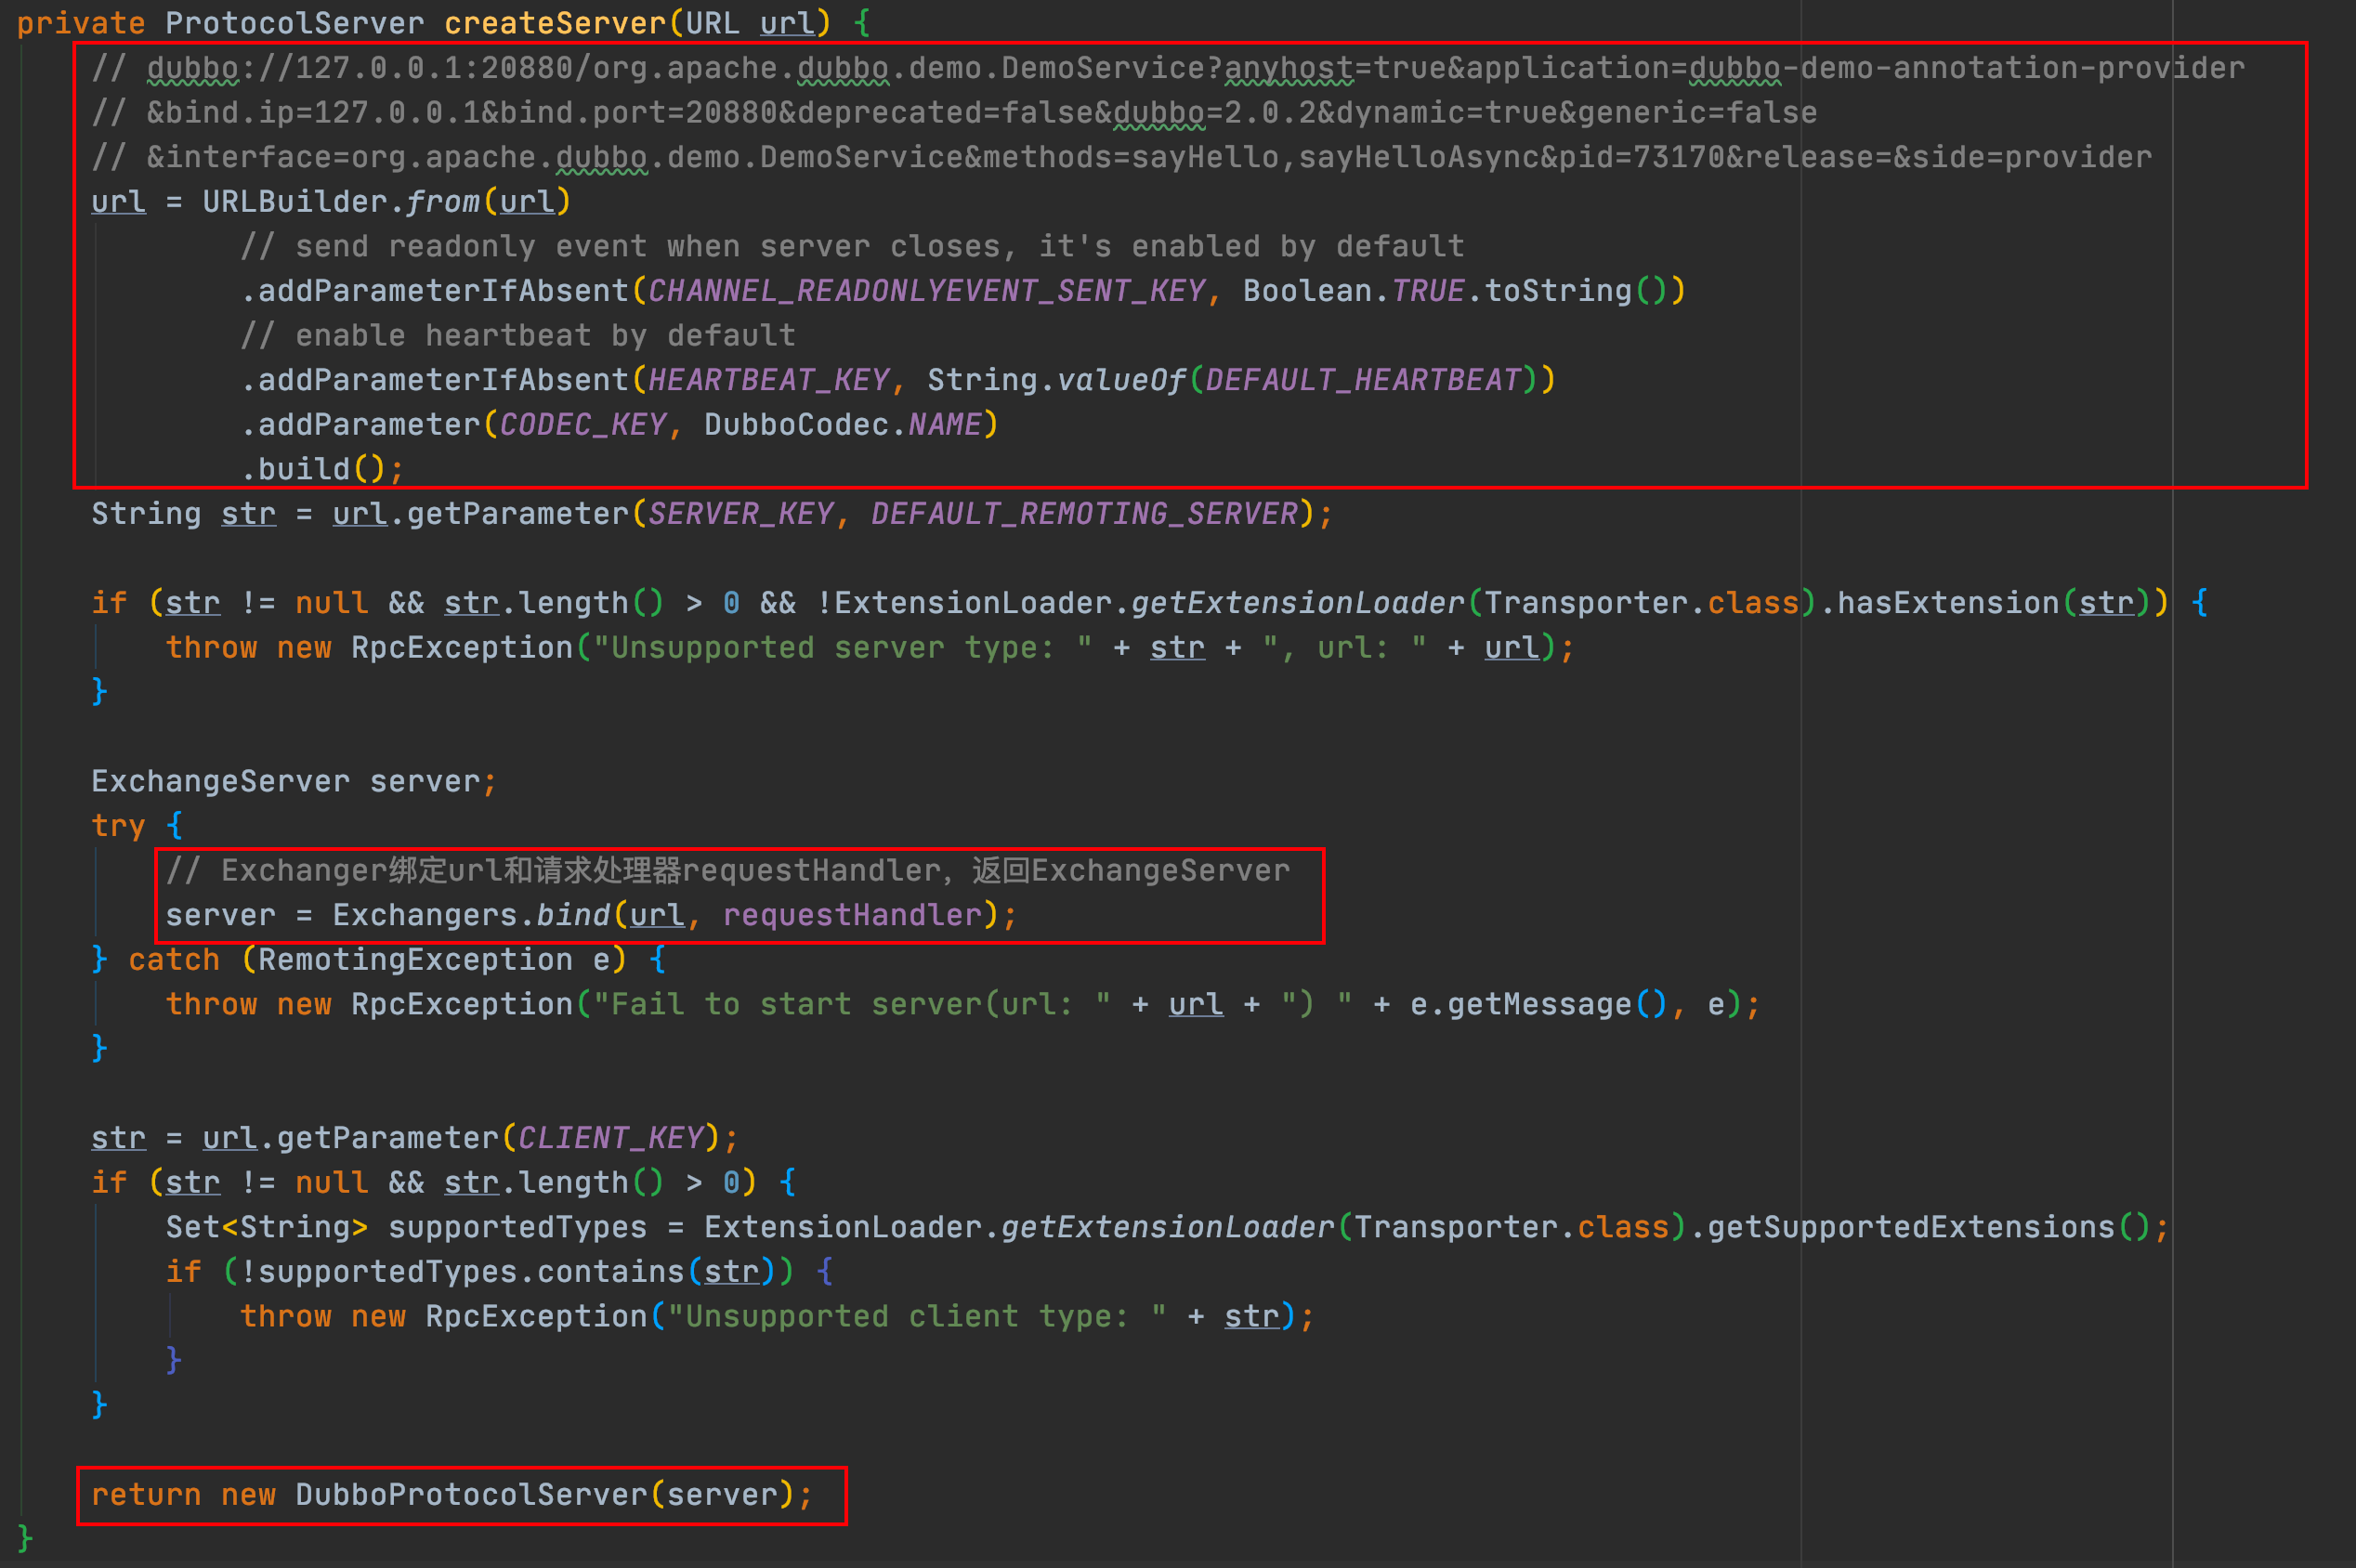 private ProtocolServer createServer(URL url) {
// dubbo://127.0.0.1:20880/org.apache.dubbo.demo.DemoService?anyhost=true&application=dubbo-demo-annotation-provider
// &bind.ip=127.0.0.1&bind.port=20880&deprecated=false&dubbo=2.0.2&dynamic=true&generic=false
// &interface=org.apache.dubbo.demo.DemoService&methods=sayHello,sayHelloAsync&pid=73170&release=&side=provider
url = URLBuilder.from(url)
// send readonly event when server closes, it's enabled by default
.addParameterIfAbsent(CHANNEL_READONLYEVENT_SENT_KEY, Boolean.TRUE.toString())
// enable heartbeat by default
.addParameterIfAbsent(HEARTBEAT_KEY, String.valueOf(DEFAULT_HEARTBEAT))
.addParameter(CODEC_KEY, DubboCodec.NAME)
.build();
String str = url.getParameter(SERVER_KEY, DEFAULT_REMOTING_SERVER);
if (str != null && str.length() > 0 && !ExtensionLoader.getExtensionLoader(Transporter.class).hasExtension(str)) {
throw new RpcException("Unsupported server type: " + str + ", url: " + url);
}
ExchangeServer server;
try {
// Exchanger绑定url和请求处理器requestHandler，返回ExchangeServer
server = Exchangers.bind(url, requestHandler);
} catch (RemotingException e) {
throw new RpcException("Fail to start server(url: " + url + ") " + e.getMessage(), e);
}
str = url.getParameter(CLIENT_KEY);
if (str != null && str.length() > 0) {
Set<String> supportedTypes = ExtensionLoader.getExtensionLoader(Transporter.class).getSupportedExtensions();
if (!supportedTypes.contains(str)) {
throw new RpcException("Unsupported client type: " + str);
}
}
return new DubboProtocolServer(server);
}